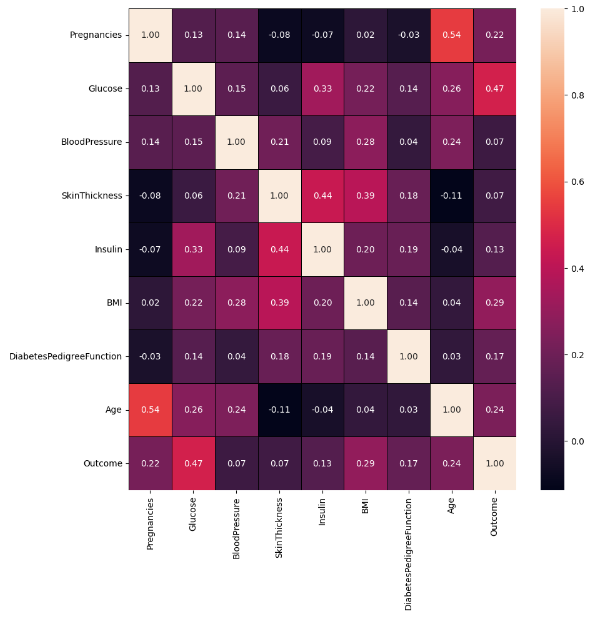 Pregnancies 1.00 0.13 0.14 -0.08 -0.07 0.02 -0.03 0.54 0.22
Glucose 0.13 1.00 0.15 0.06 0.33 0.22 0.14 0.26 0.47
BloodPressure 0.14 0.15 1.00 0.21 0.09 0.28 0.04 0.24 0.07
SkinThickness -0.08 0.06 0.21 1.00 0.44 0.39 0.18 -0.11 0.07
Insulin -0.07 0.33 0.09 0.44 1.00 0.20 0.19 -0.04 0.13
BMI 0.02 0.22 0.28 0.39 0.20 1.00 0.14 0.04 0.29
DiabetesPedigreeFunction -0.03 0.14 0.04 0.18 0.19 0.14 1.00 0.03 0.17
Age 0.54 0.26 0.24 -0.11 -0.04 0.04 0.03 1.00 0.24
Outcome 0.22 0.47 0.07 0.07 0.13 0.29 0.17 0.24 1.00
Pregnancies
Glucose
BloodPressure
SkinThickness
Insulin
BMI
DiabetesPedigreeFunction
Age
Outcome
1.0
0.8
0.6
0.4
0.2
0.0